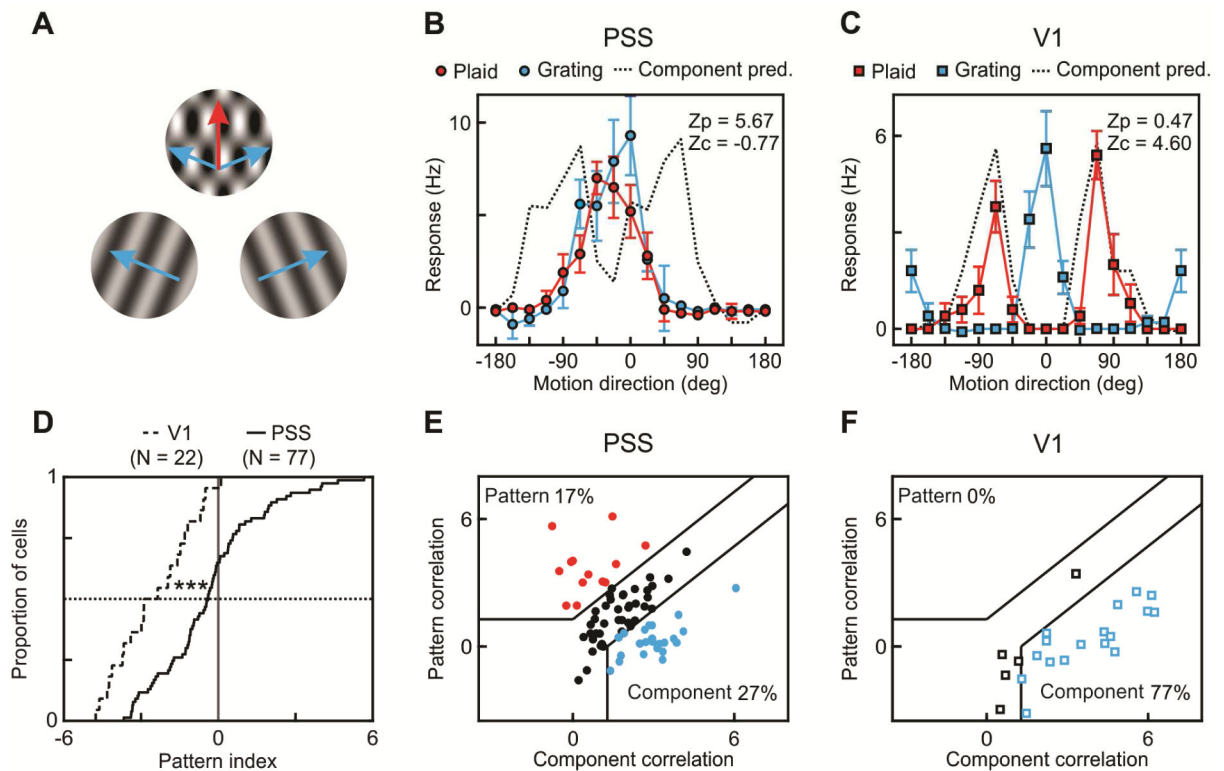 A
B
PSS
Plaid Grating Component pred.
Zp = 5.67
Zc = -0.77
10
0
Response (Hz)
-180 -90 0 90 180
Motion direction (deg)
C
V1
Plaid Grating Component pred.
Zp = 0.47
Zc = 4.60
6
0
Response (Hz)
-180 -90 0 90 180
Motion direction (deg)
D
V1 PSS
(N = 22) (N = 77)
1
***
0
Proportion of cells
-6 0 6
Pattern index
E
PSS
Pattern 17%
6
0
Component 27%
Pattern correlation
0 6
Component correlation
F
V1
Pattern 0%
6
0
Component 77%
Pattern correlation
0 6
Component correlation